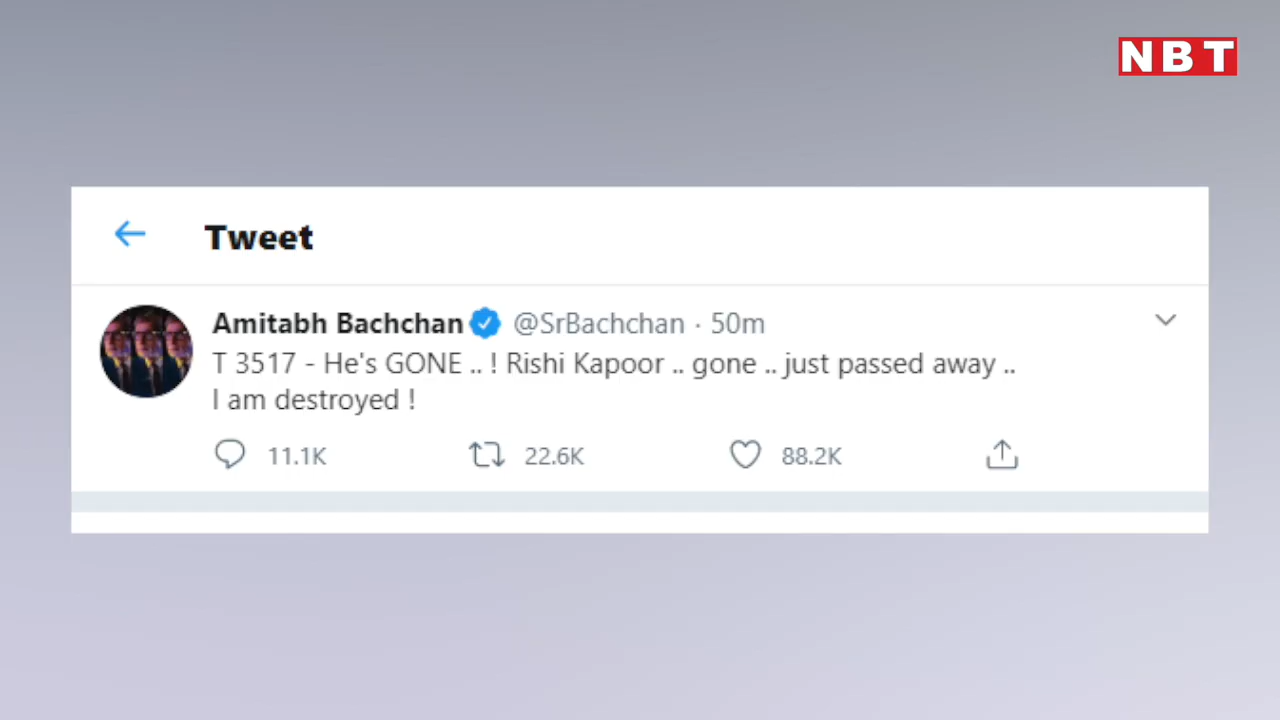 NBT
Tweet
Amitabh Bachchan @SrBachchan · 50m
T 3517 - He's GONE .. ! Rishi Kapoor .. gone .. just passed away ..
I am destroyed !
11.1K 22.6K 88.2K